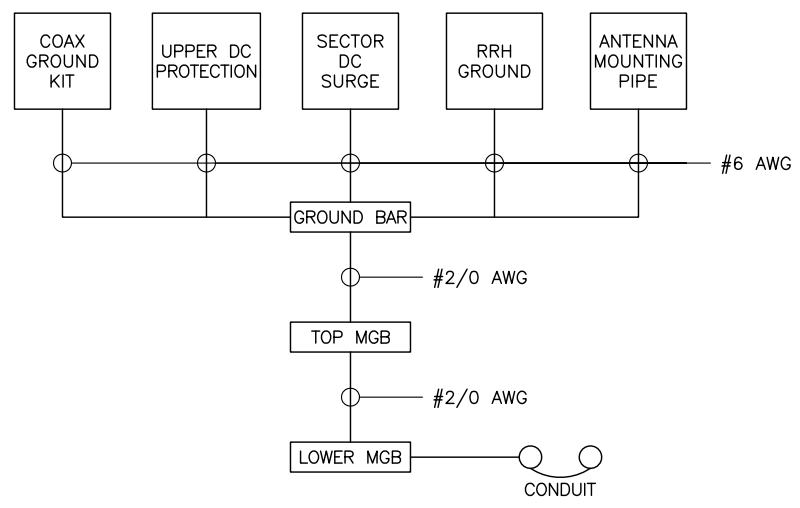 COAX
GROUND
KIT
UPPER DC
PROTECTION
SECTOR
DC
SURGE
RRH
GROUND
ANTENNA
MOUNTING
PIPE
#6 AWG
GROUND BAR
#2/0 AWG
TOP MGB
#2/0 AWG
LOWER MGB
CONDUIT